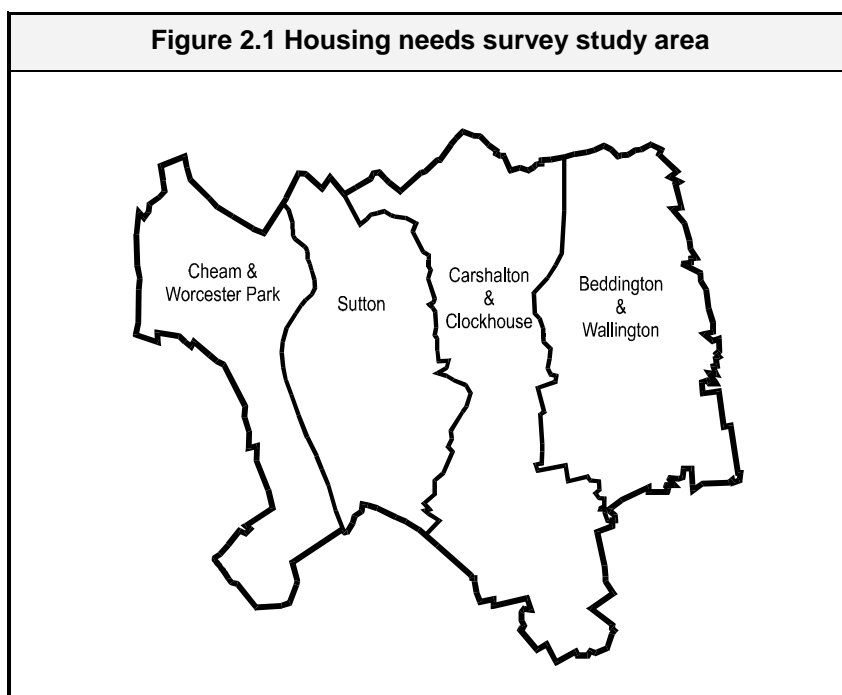 Figure 2.1 Housing needs survey study area
Cheam &
Worcester Park
Sutton
Carshalton
&
Clockhouse
Beddington
&
Wallington